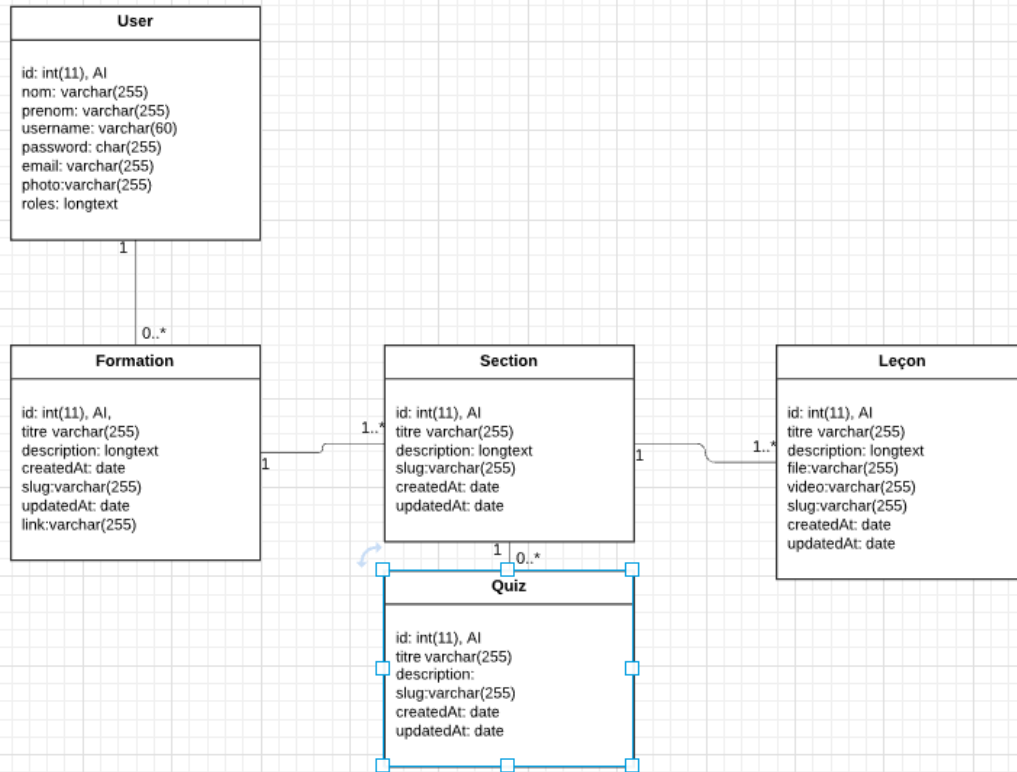 User
id: int(11), AI
nom: varchar(255)
prenom: varchar(255)
username: varchar(60)
password: char(255)
email: varchar(255)
photo:varchar(255)
roles: longtext
1
0..*
Formation
id: int(11), AI,
titre varchar(255)
description: longtext
createdAt: date
slug:varchar(255)
updatedAt: date
link:varchar(255)
1
1..*
Section
id: int(11), AI
titre varchar(255)
description: longtext
slug:varchar(255)
createdAt: date
updatedAt: date
1
1..*
Leçon
id: int(11), AI
titre varchar(255)
description: longtext
file:varchar(255)
video:varchar(255)
slug:varchar(255)
createdAt: date
updatedAt: date
1
0..*
Quiz
id: int(11), AI
titre varchar(255)
description:
slug:varchar(255)
createdAt: date
updatedAt: date